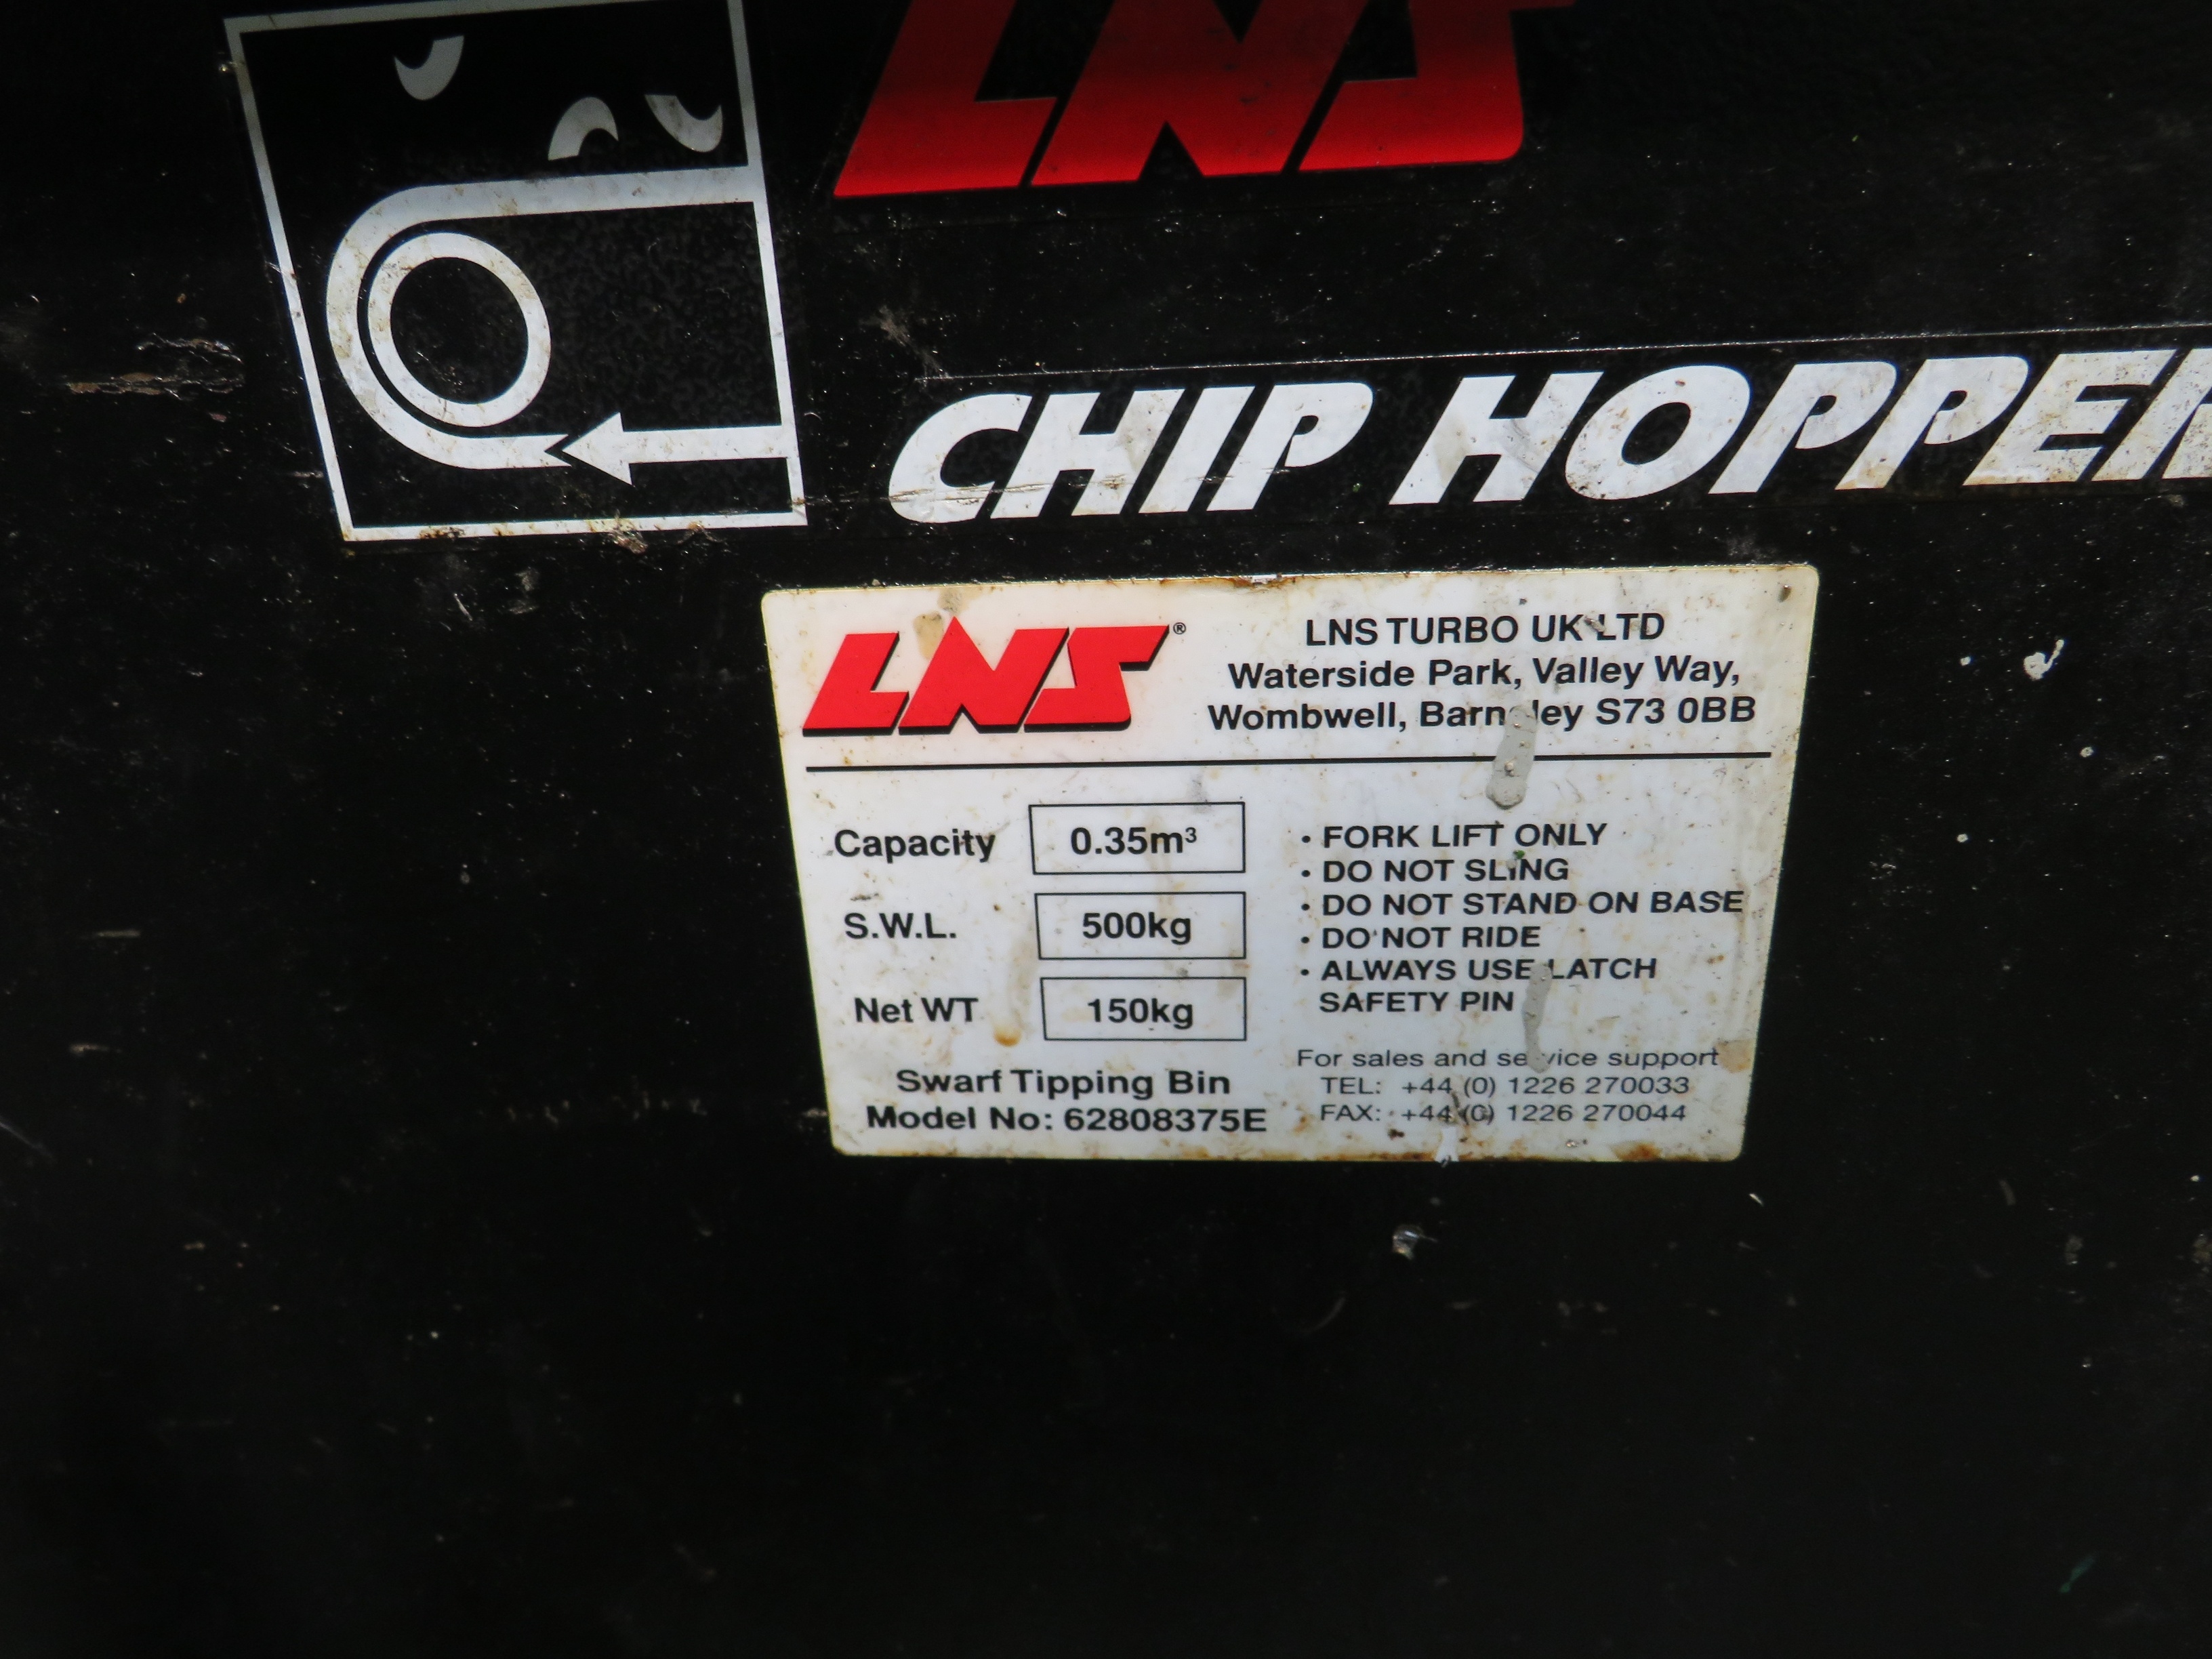 LNS
CHIP HOPPER
LNS®
LNS TURBO UK LTD
Waterside Park, Valley Way,
Wombwell, Barnsley S73 0BB
Capacity 0.35m³
S.W.L. 500kg
Net WT 150kg
Swarf Tipping Bin
Model No: 62808375E
• FORK LIFT ONLY
• DO NOT SLING
• DO NOT STAND ON BASE
• DO NOT RIDE
• ALWAYS USE LATCH
SAFETY PIN
For sales and service support
TEL: +44 (0) 1226 270033
FAX: +44 (0) 1226 270044